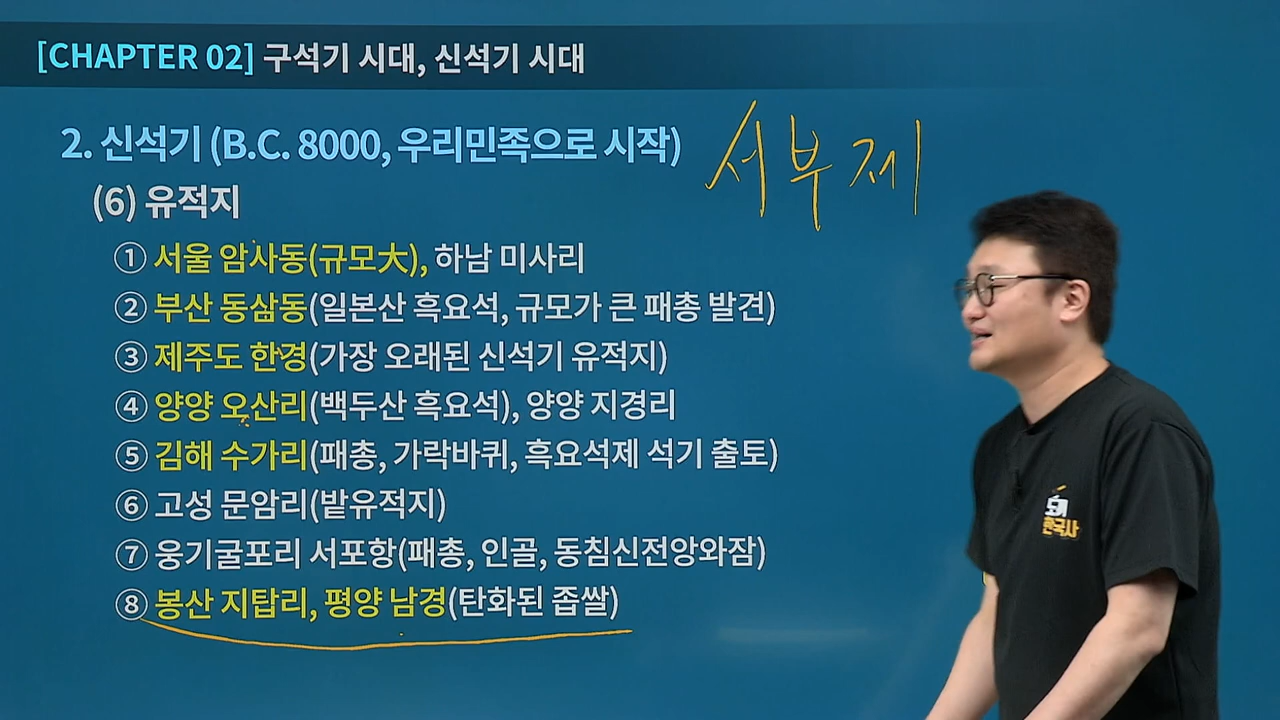 [CHAPTER 02] 구석기 시대, 신석기 시대
2. 신석기 (B.C. 8000, 우리민족으로 시작)
서부제
(6) 유적지
① 서울 암사동(규모大), 하남 미사리
② 부산 동삼동(일본산 흑요석, 규모가 큰 패총 발견)
③ 제주도 한경(가장 오래된 신석기 유적지)
④ 양양 오산리(백두산 흑요석), 양양 지경리
⑤ 김해 수가리(패총, 가락바퀴, 흑요석제 석기 출토)
⑥ 고성 문암리(밭유적지)
⑦ 웅기굴포리 서포항(패총, 인골, 동침신전앙와잠)
⑧ 봉산 지탑리, 평양 남경(탄화된 좁쌀)
한국사